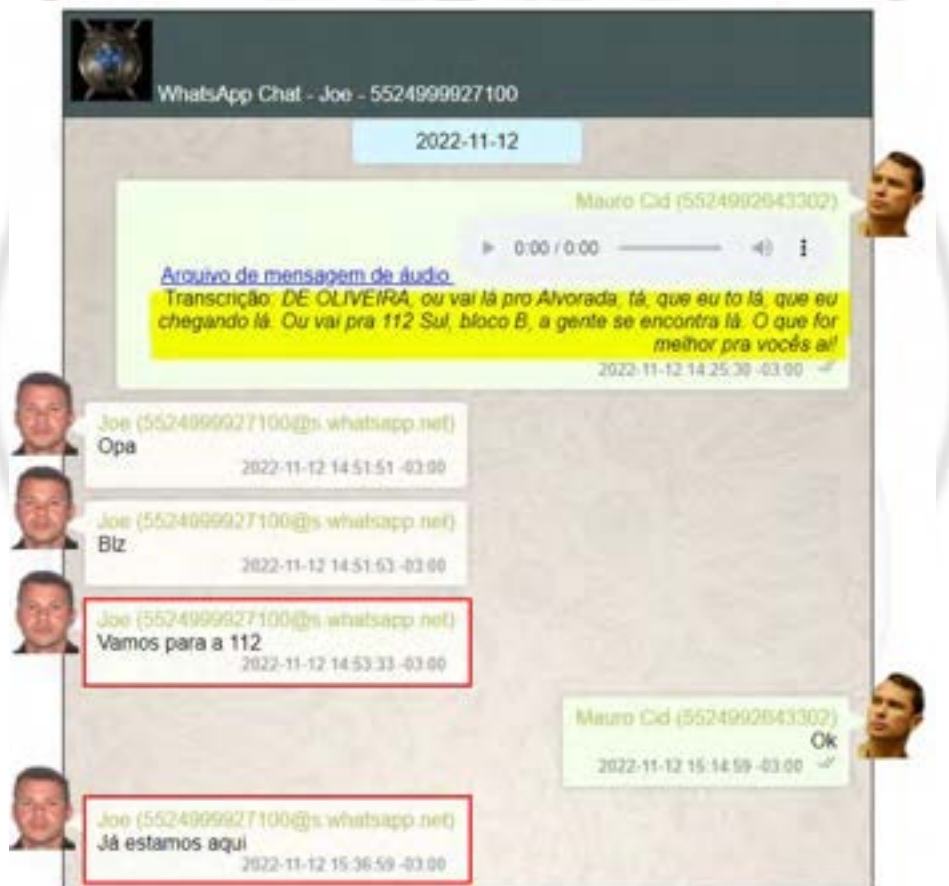 WhatsApp Chat - Joe - 5524999927100
2022-11-12
Mauro Cid (5524992643302)
0:00 / 0:00
Arquivo de mensagem de áudio
Transcrição: DE OLIVEIRA, ou vai lá pro Alvorada, tá, que eu to lá, que eu
chegando lá. Ou vai pra 112 Sul, bloco B, a gente se encontra lá. O que for
melhor pra vocês aí!
2022-11-12 14:25:30 -03:00
Joe (5524999927100@s.whatsapp.net)
Opa
2022-11-12 14:51:51 -03:00
Joe (5524999927100@s.whatsapp.net)
Blz
2022-11-12 14:51:53 -03:00
Joe (5524999927100@s.whatsapp.net)
Vamos para a 112
2022-11-12 14:53:33 -03:00
Mauro Cid (5524992643302)
Ok
2022-11-12 15:14:59 -03:00
Joe (5524999927100@s.whatsapp.net)
Já estamos aqui
2022-11-12 15:36:59 -03:00